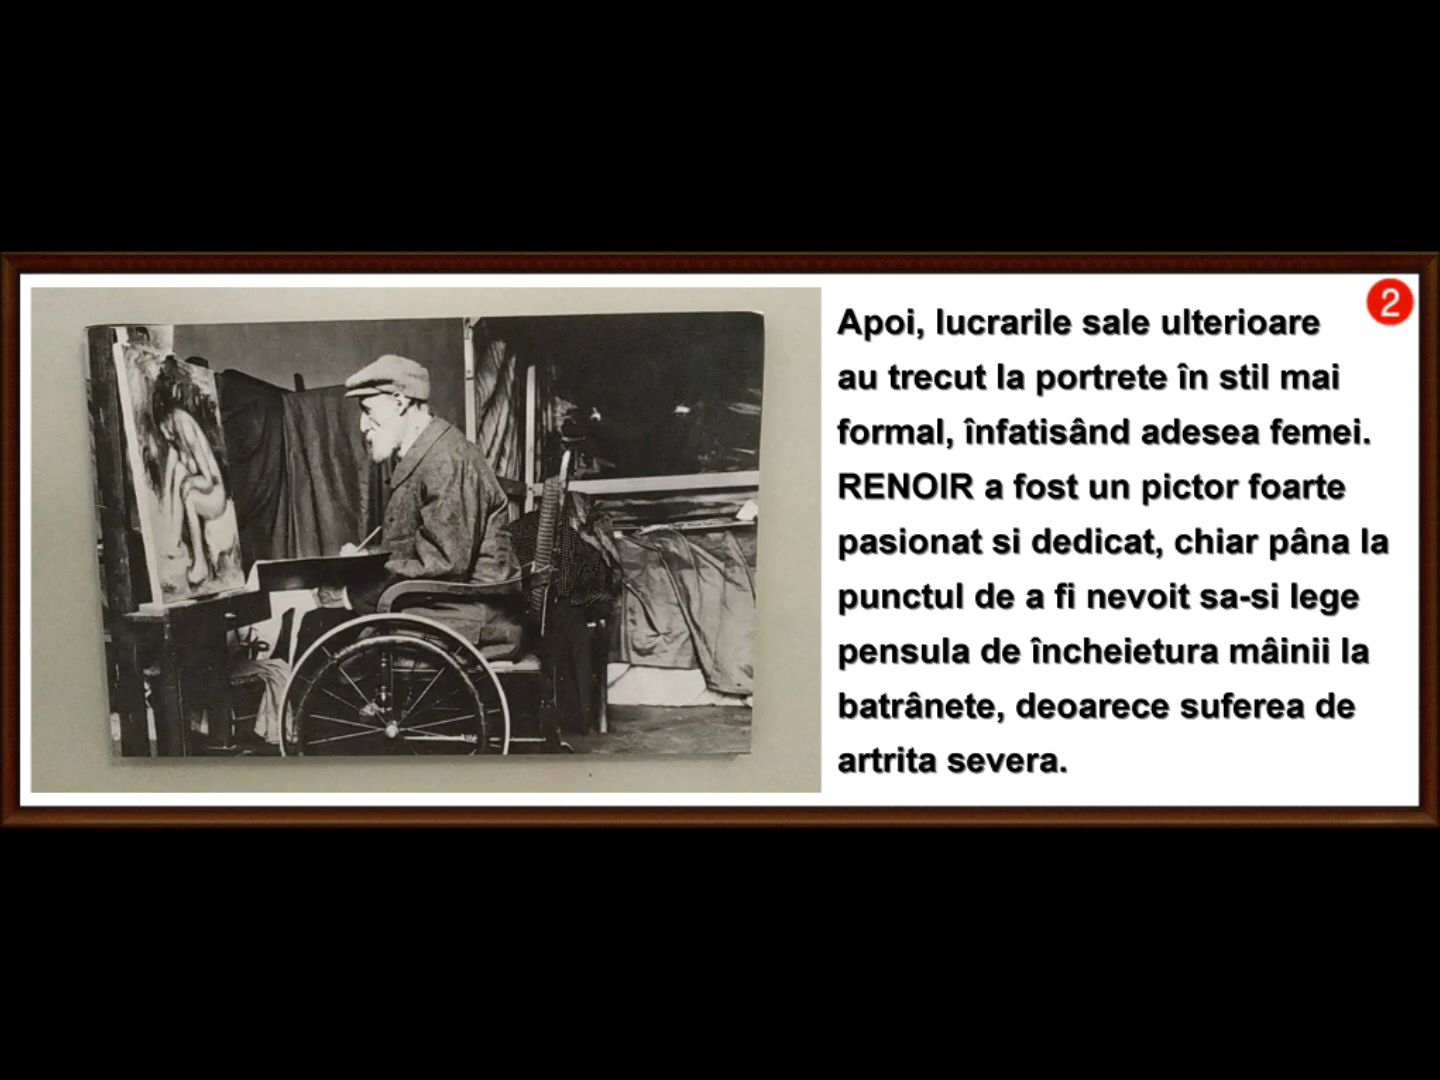 2
Apoi, lucrarile sale ulterioare
au trecut la portrete în stil mai
formal, înfatisând adesea femei.
RENOIR a fost un pictor foarte
pasionat si dedicat, chiar pâna la
punctul de a fi nevoit sa-si lege
pensula de încheietura mâinii la
batrânete, deoarece suferea de
artrita severa.